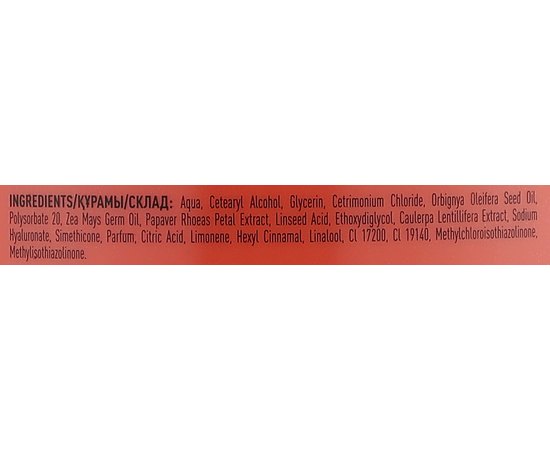 INGREDIENTS/ҚҰРАМЫ/СКЛАД: Aqua, Cetearyl Alcohol, Glycerin, Cetrimonium Chloride, Orbignya Oleifera Seed Oil,
Polysorbate 20, Zea Mays Germ Oil, Papaver Rhoeas Petal Extract, Linseed Acid, Ethoxydiglycol, Caulerpa Lentillifera Extract, Sodium
Hyaluronate, Simethicone, Parfum, Citric Acid, Limonene, Hexyl Cinnamal, Linalool, CI 17200, CI 19140, Methylchloroisothiazolinone,
Methylisothiazolinone.